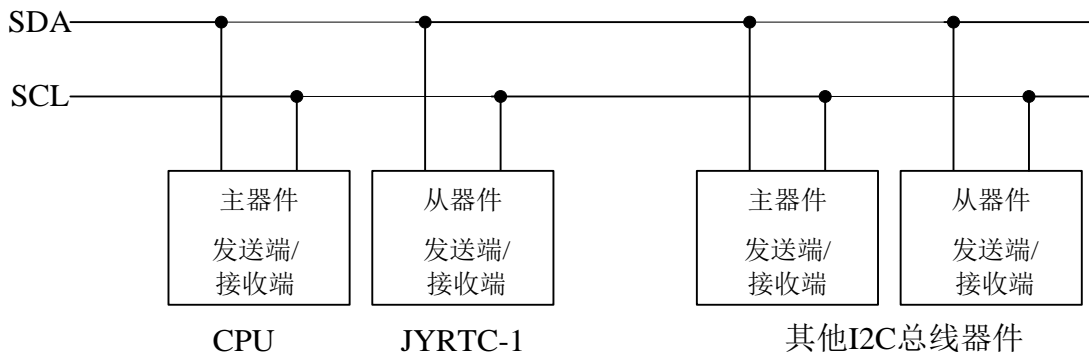 SDA
SCL
主器件
发送端/
接收端
从器件
发送端/
接收端
主器件
发送端/
接收端
从器件
发送端/
接收端
CPU
JYRTC-1
其他I2C总线器件